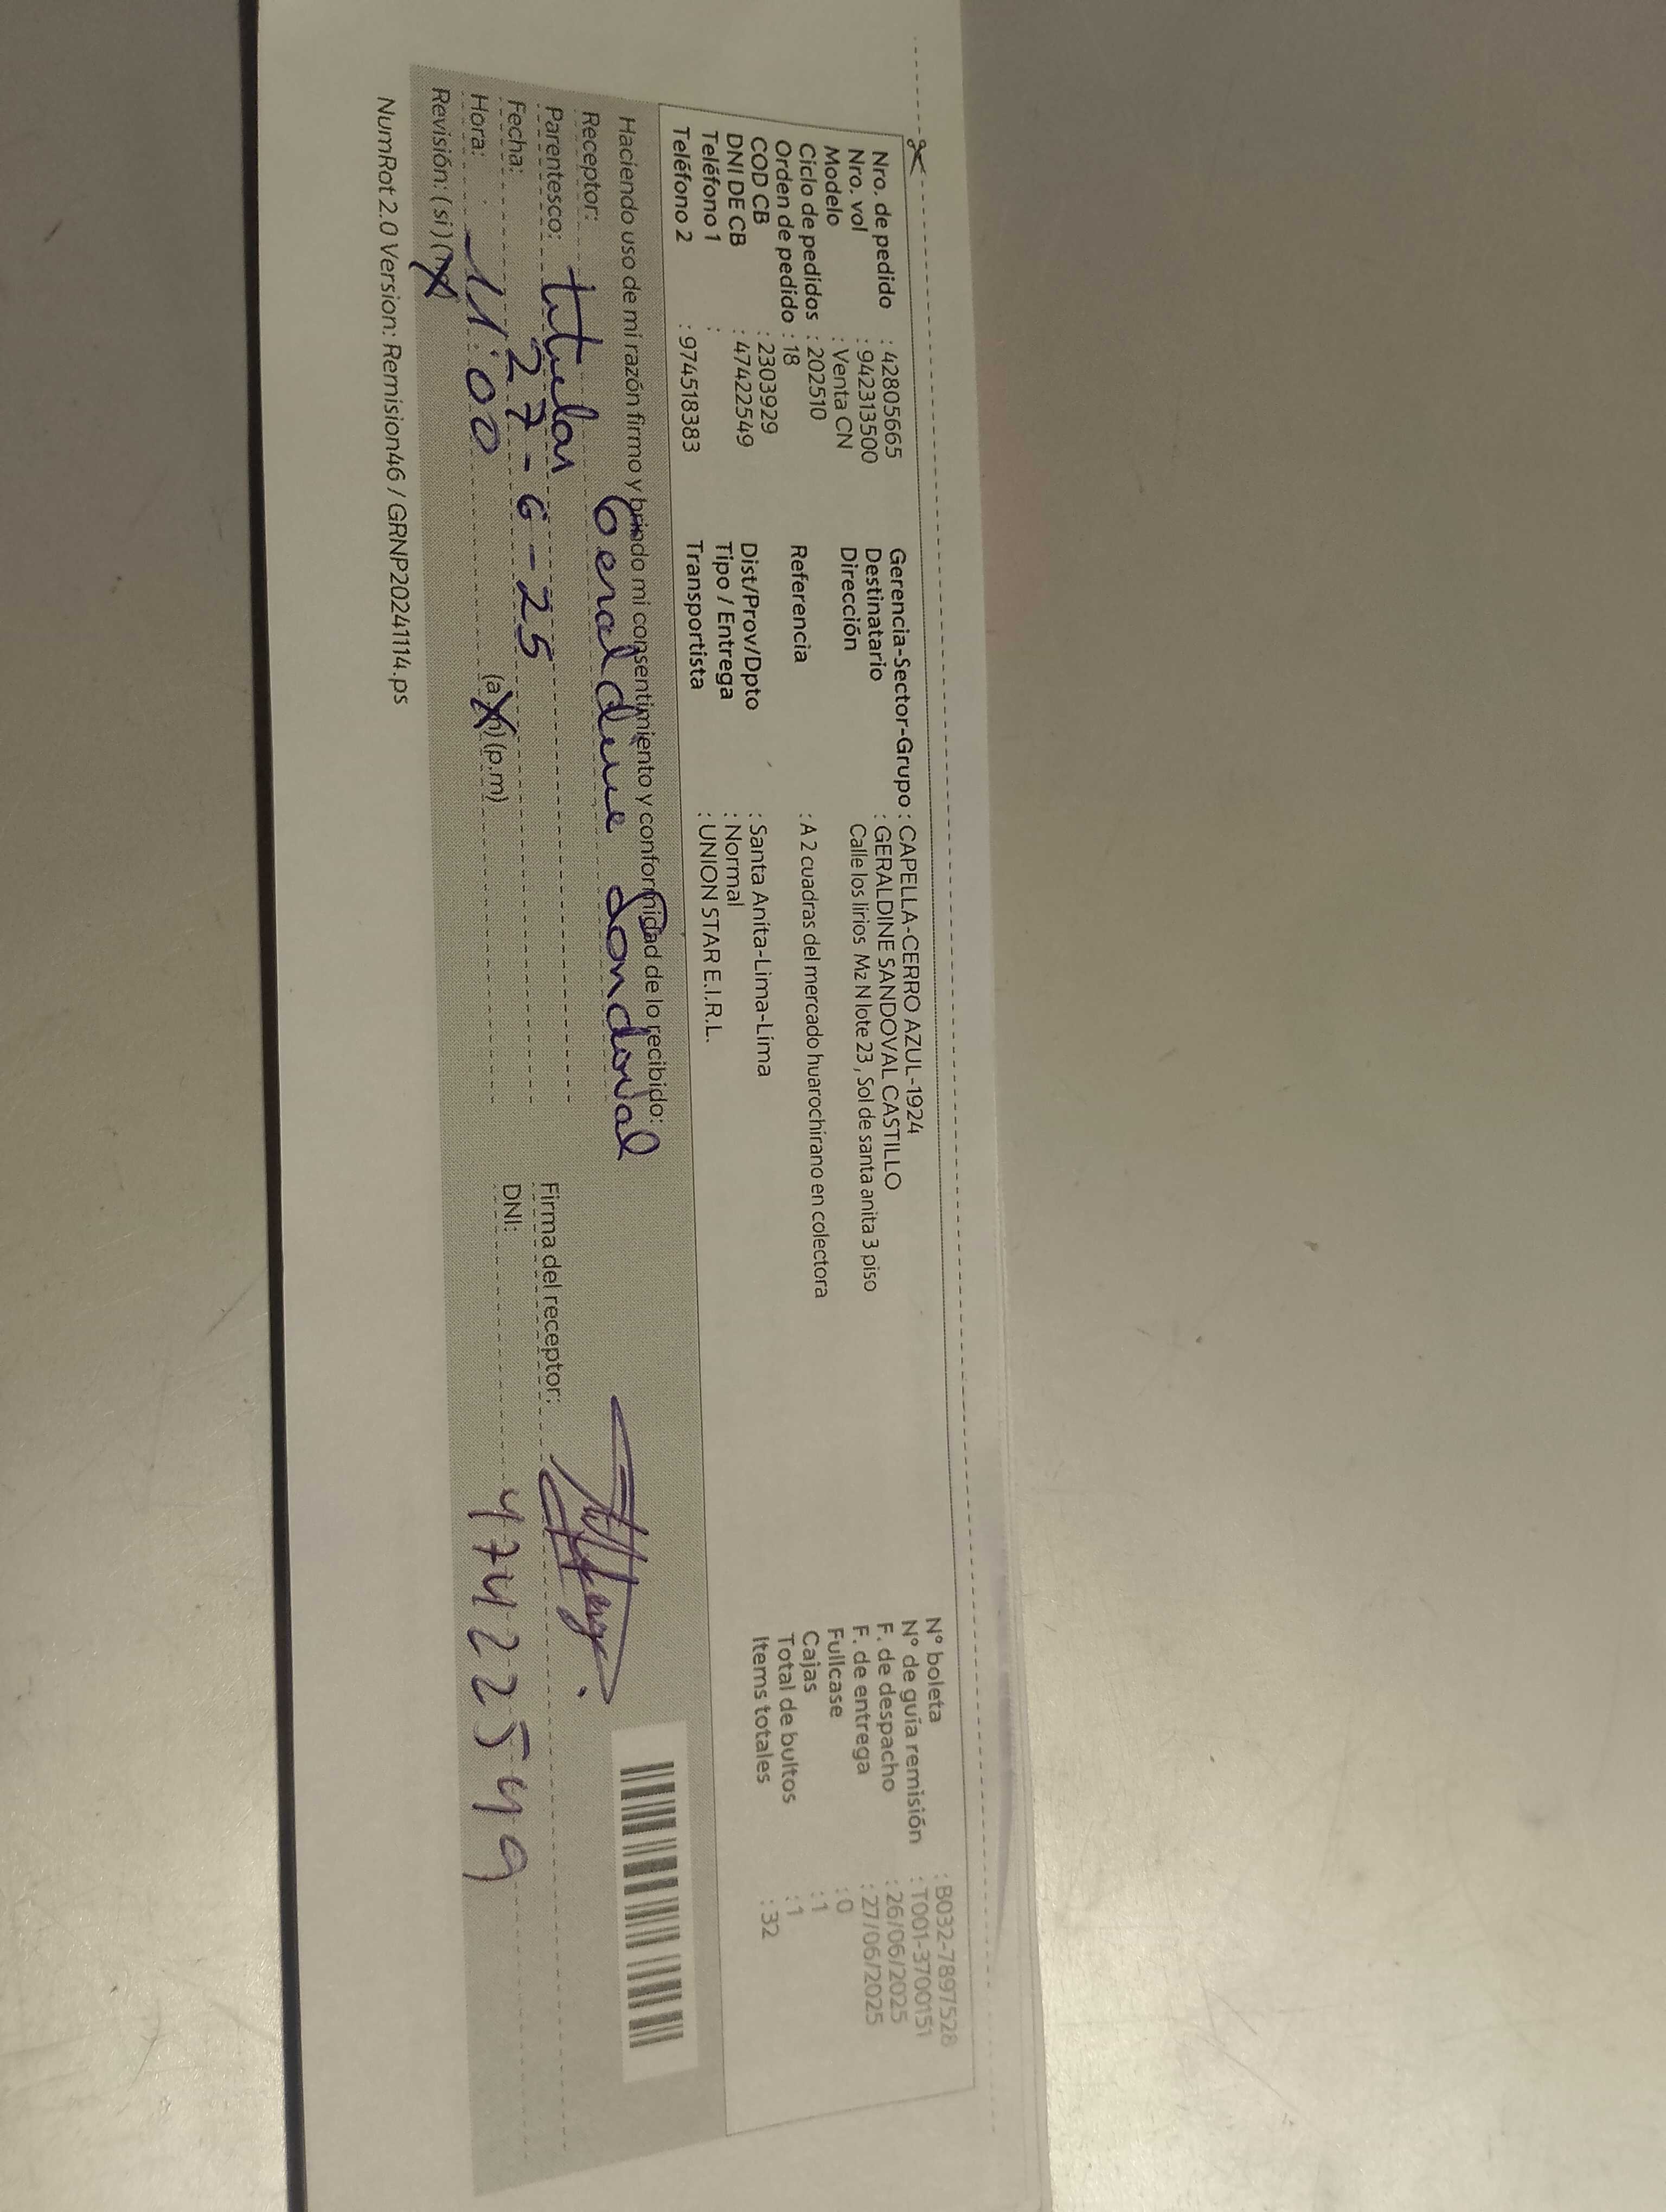 Nro. de pedido : 42805665
Nro. vol : 942313500
Modelo : Venta CN
Ciclo de pedidos : 202510
Orden de pedido : 18
COD CB : 2303929
DNI DE CB : 47422549
Teléfono 1 :
Teléfono 2 : 974518383
Gerencia-Sector-Grupo : CAPELLA-CERRO AZUL-1924
Destinatario : GERALDINE SANDOVAL CASTILLO
Dirección Calle los lirios Mz N lote 23 , Sol de santa anita 3 piso
Referencia : A 2 cuadras del mercado huarochirano en colectora
Dist/Prov/Dpto : Santa Anita-Lima-Lima
Tipo / Entrega : Normal
Transportista : UNION STAR E.I.R.L.
N° boleta : B032-7897528
N° de guía remisión : T001-3700151
F. de despacho : 26/06/2025
F. de entrega : 27/06/2025
Fullcase : 0
Cajas : 1
Total de bultos : 1
Items totales : 32
Haciendo uso de mi razón firmo y brindo mi consentimiento y conformidad de lo recibido:
Receptor: Geraldine Sandoval
Parentesco: titular
Fecha: 27-6-25
Hora: 11:00 (a.m) (p.m)
Revisión: ( si ) (no)
Firma del receptor:
DNI: 47422549
NumRot 2.0 Version: Remision46 / GRNP20241114.ps